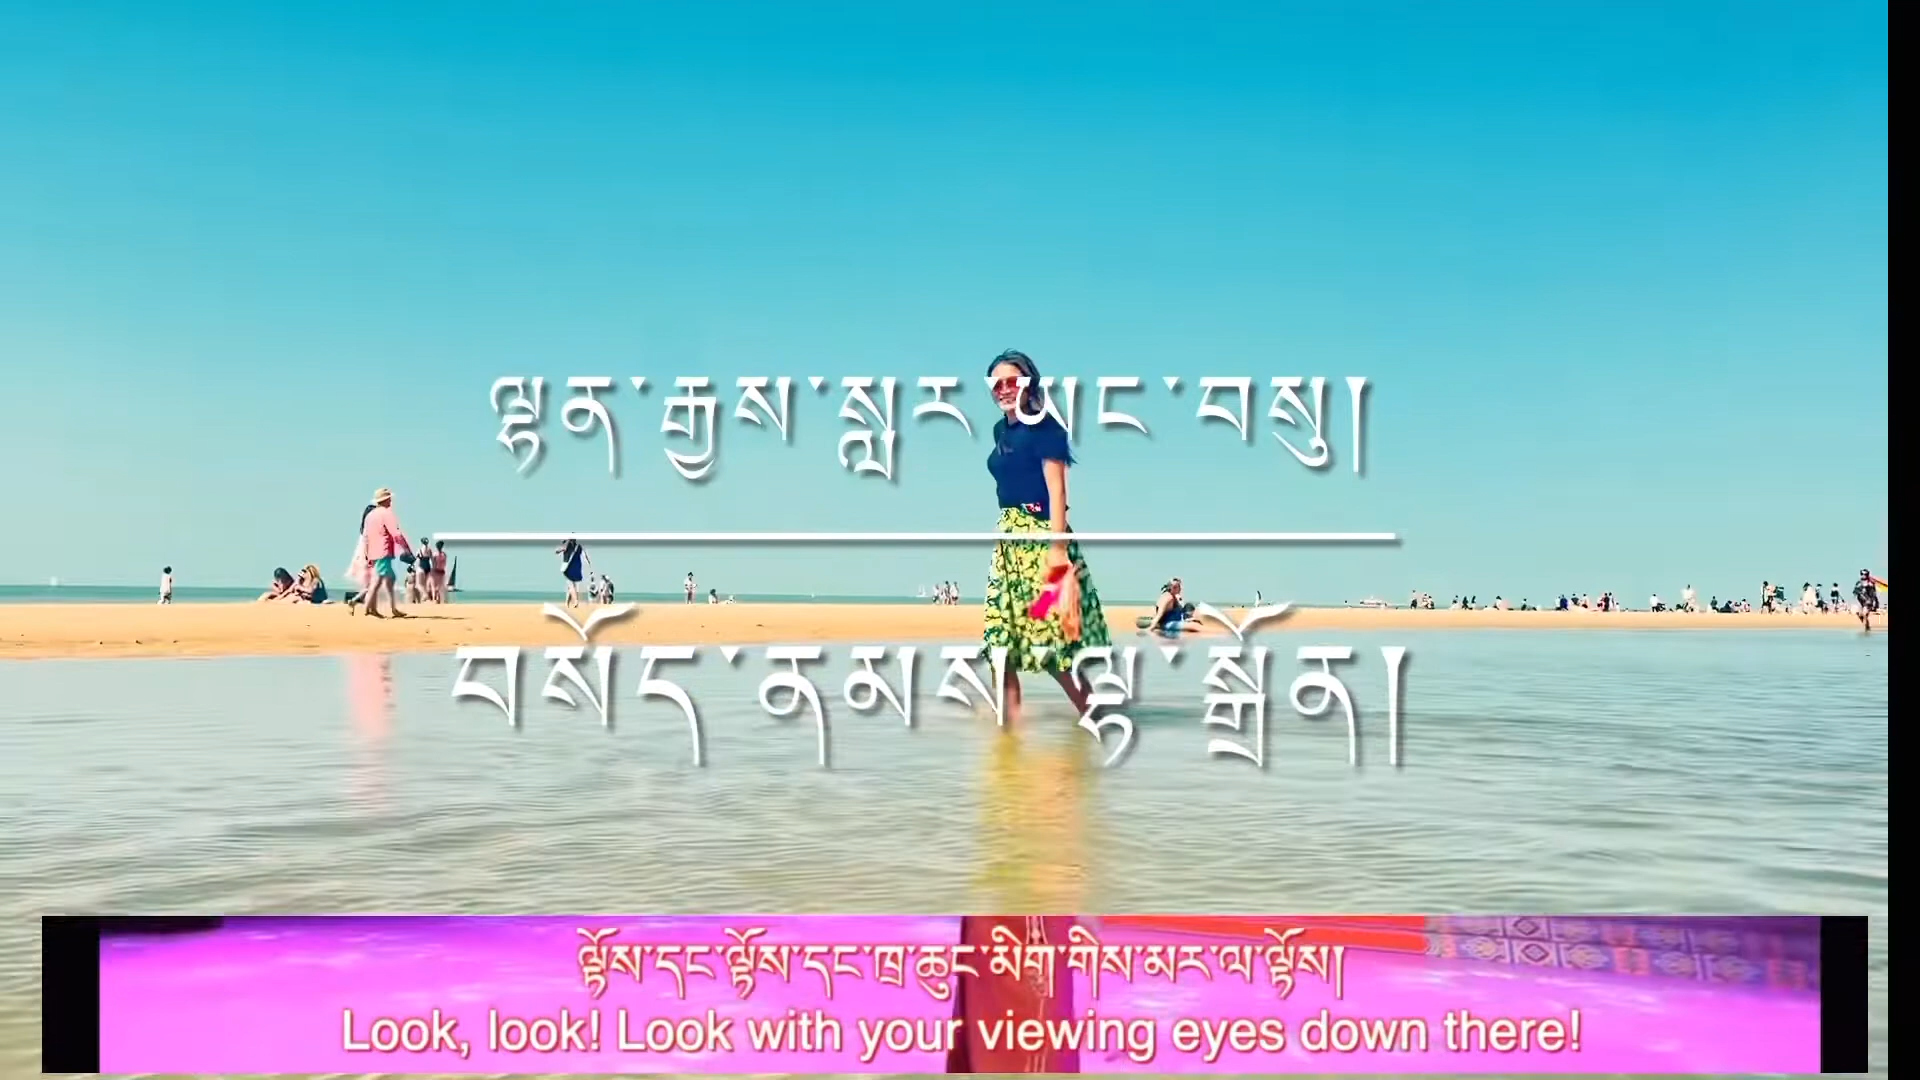 ལྷན་རྒྱས་སླར་ཡང་བསུ།
བསོད་ནམས་ལྷ་སྒྲོན།
ལྟོས་དང་ལྟོས་དང་ཁྲ་ཆུང་མིག་གིས་མར་ལ་ལྟོས།
Look, look! Look with your viewing eyes down there!